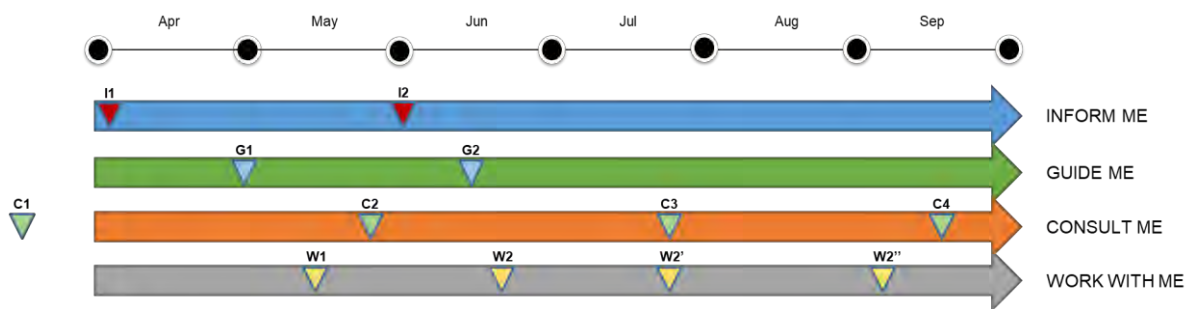 Apr May Jun Jul Aug Sep
I1 I2
INFORM ME
G1 G2
GUIDE ME
C1 C2 C3 C4
CONSULT ME
W1 W2 W2' W2''
WORK WITH ME